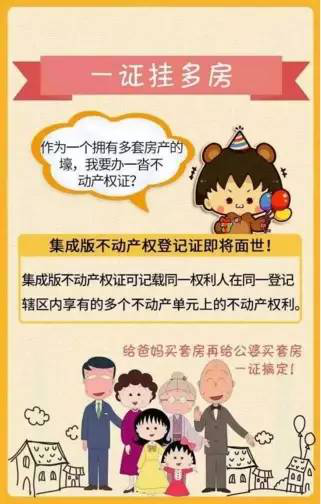 一证挂多房
作为一个拥有多套房产的
壕，我要办一沓不
动产权证？
集成版不动产权登记证即将面世！
集成版不动产权证可记载同一权利人在同一登记
辖区内享有的多个不动产单元上的不动产权利。
给爸妈买套房再给公婆买套房
一证搞定！